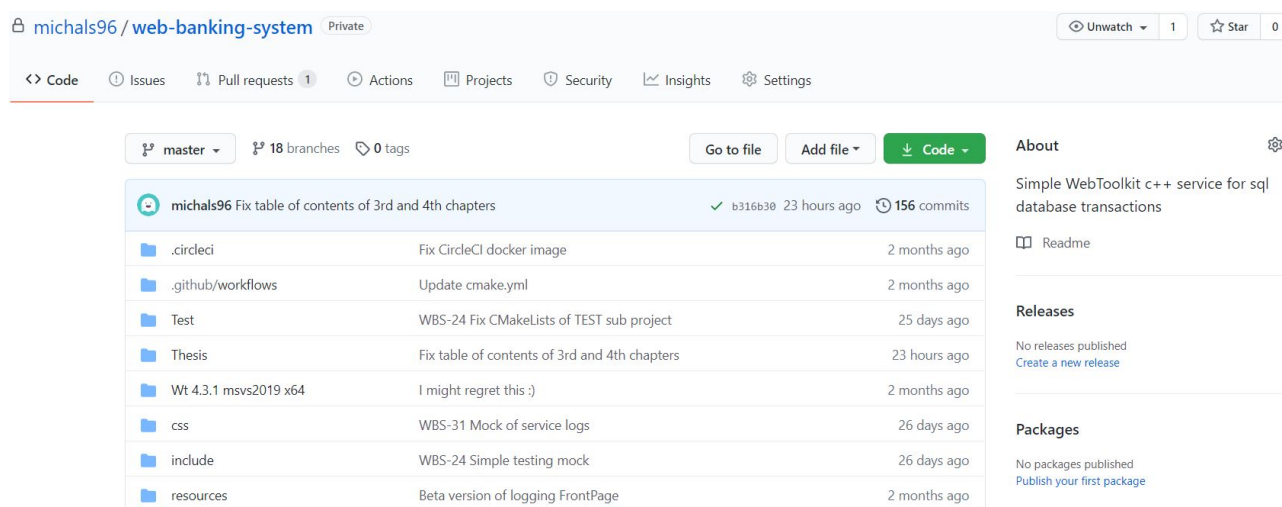 michals96 / web-banking-system Private Unwatch 1 Star 0
Code Issues Pull requests 1 Actions Projects Security Insights Settings
master 18 branches 0 tags Go to file Add file Code
michals96 Fix table of contents of 3rd and 4th chapters b316b30 23 hours ago 156 commits
.circleci Fix CircleCI docker image 2 months ago
.github/workflows Update cmake.yml 2 months ago
Test WBS-24 Fix CMakeLists of TEST sub project 25 days ago
Thesis Fix table of contents of 3rd and 4th chapters 23 hours ago
Wt 4.3.1 msvs2019 x64 I might regret this :) 2 months ago
css WBS-31 Mock of service logs 26 days ago
include WBS-24 Simple testing mock 26 days ago
resources Beta version of logging FrontPage 2 months ago
About
Simple WebToolkit c++ service for sql
database transactions
Readme
Releases
No releases published
Create a new release
Packages
No packages published
Publish your first package